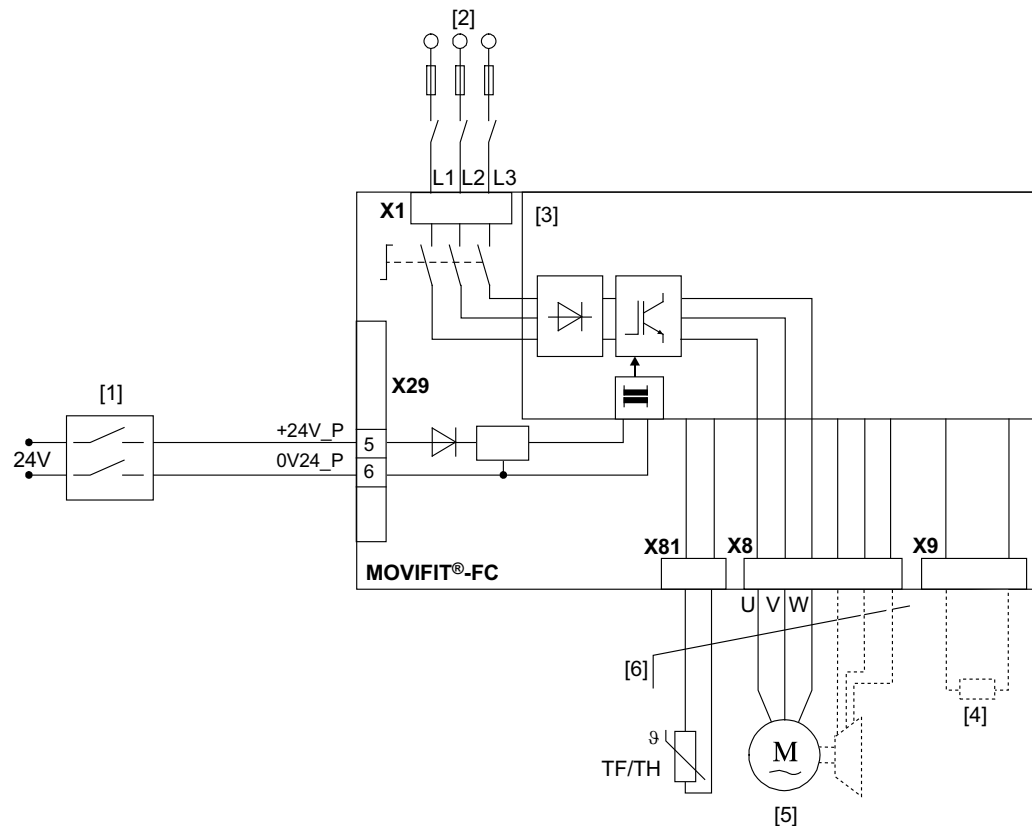 [2]
L1 L2 L3
X1
[3]
X29
[1]
+24V_P
5
24V
0V24_P
6
X81
X8
X9
MOVIFIT®-FC
U V W
[6]
[4]
ϑ
TF/TH
M
[5]